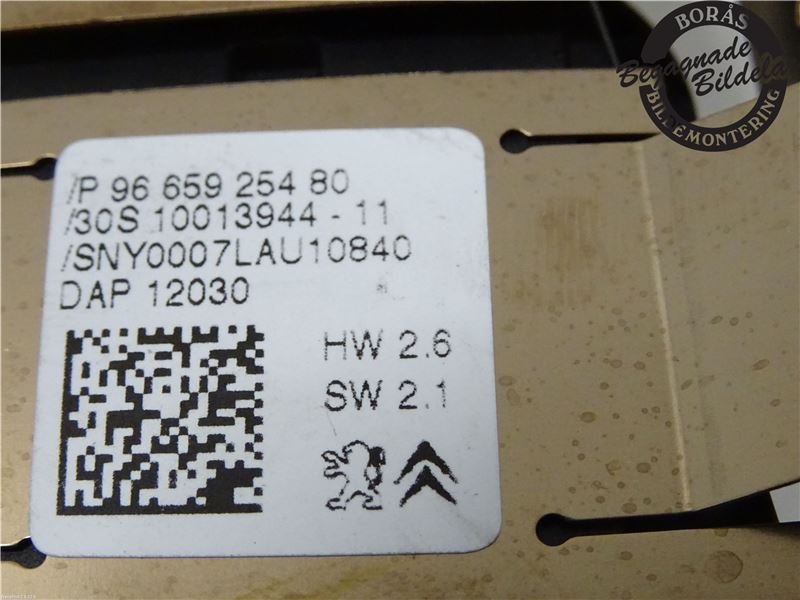 BORÅS
Begagnade
Bildela
BILDEMONTERING
/P 96 659 254 80
/30S 10013944 - 11
/SNY0007LAU10840
DAP 12030
HW 2.6
SW 2.1